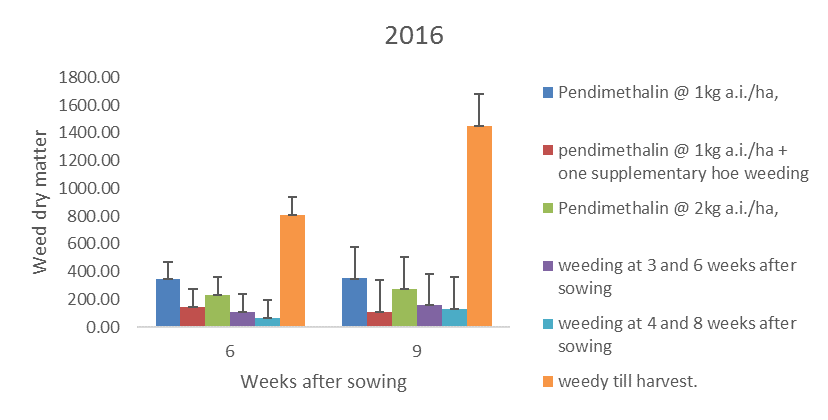 2016
1800.00
1600.00
1400.00
1200.00
1000.00
800.00
600.00
400.00
200.00
0.00
Weed dry matter
6
9
Weeks after sowing
Pendimethalin @ 1kg a.i./ha,
pendimethalin @ 1kg a.i./ha +
one supplementary hoe weeding
Pendimethalin @ 2kg a.i./ha,
weeding at 3 and 6 weeks after
sowing
weeding at 4 and 8 weeks after
sowing
weedy till harvest.